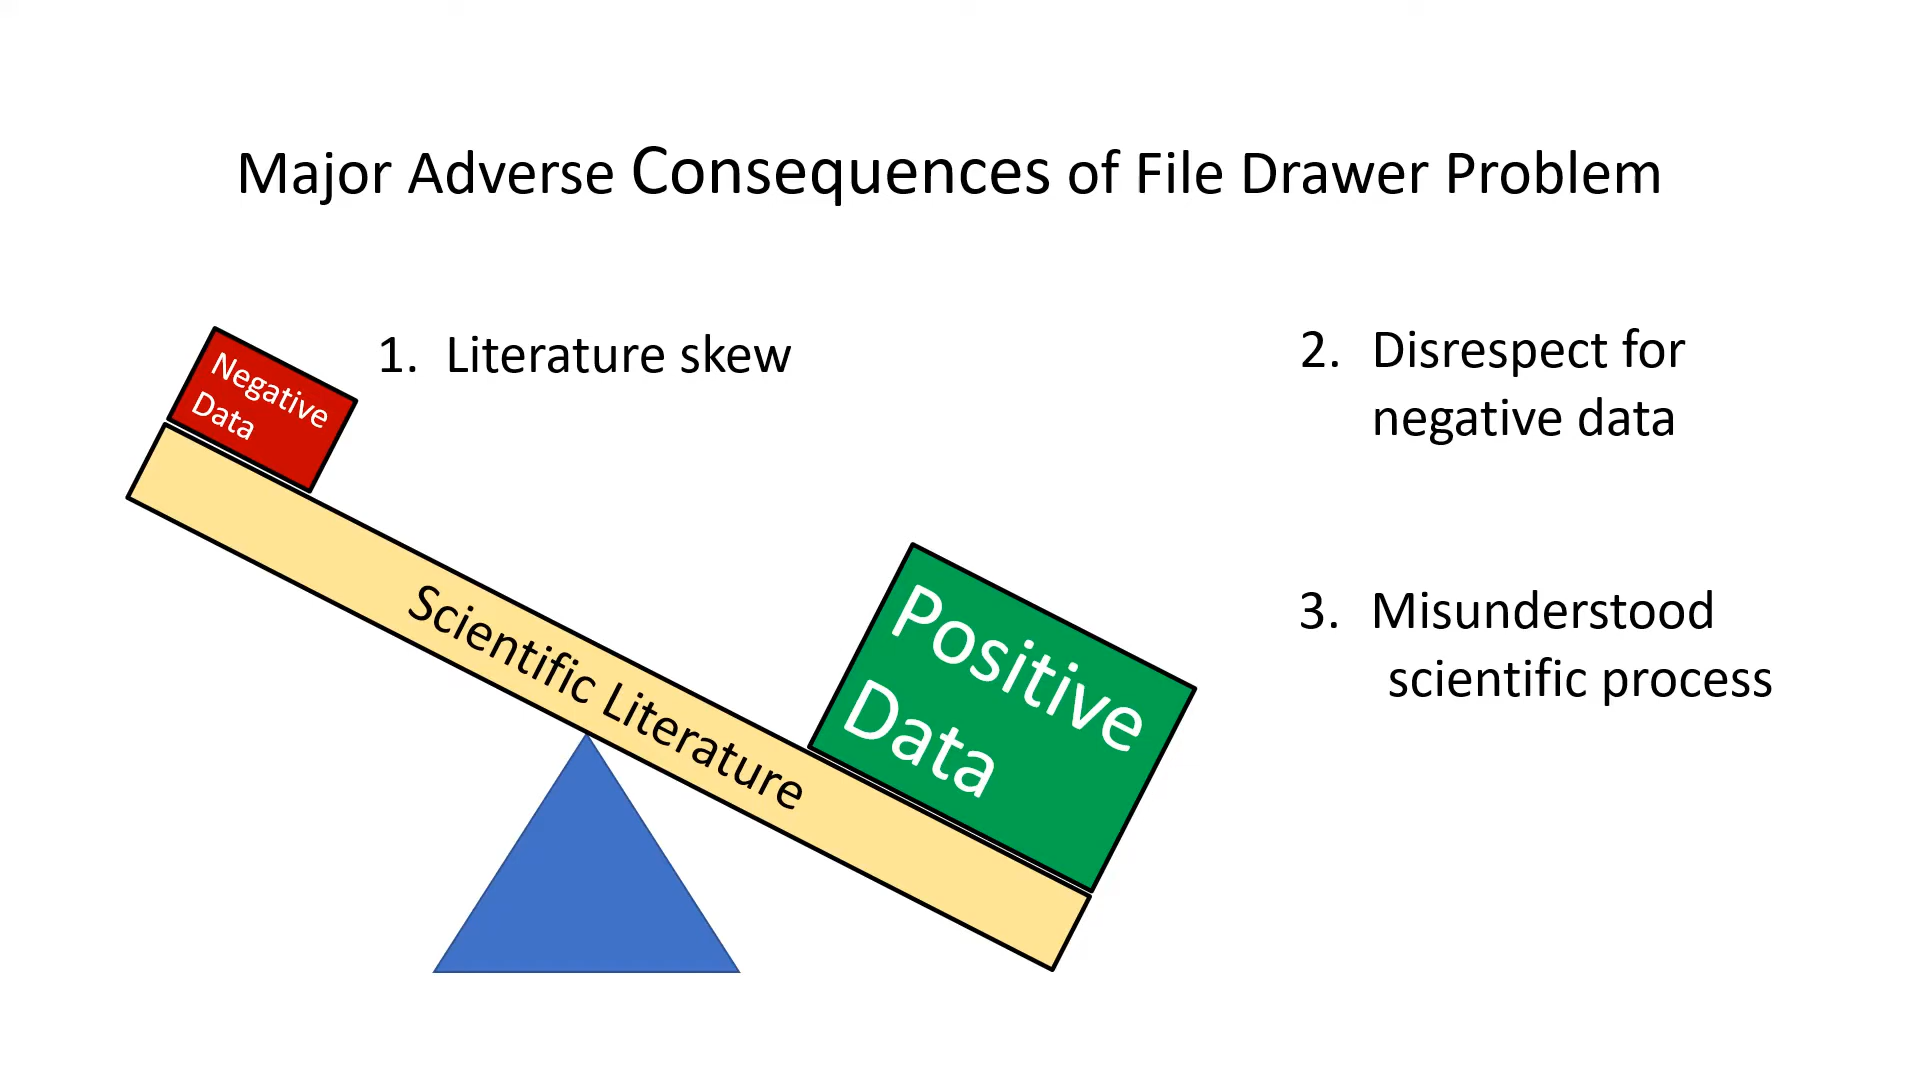 Major Adverse Consequences of File Drawer Problem
1. Literature skew
Negative
Data
Scientific Literature
Positive
Data
2. Disrespect for
negative data
3. Misunderstood
scientific process